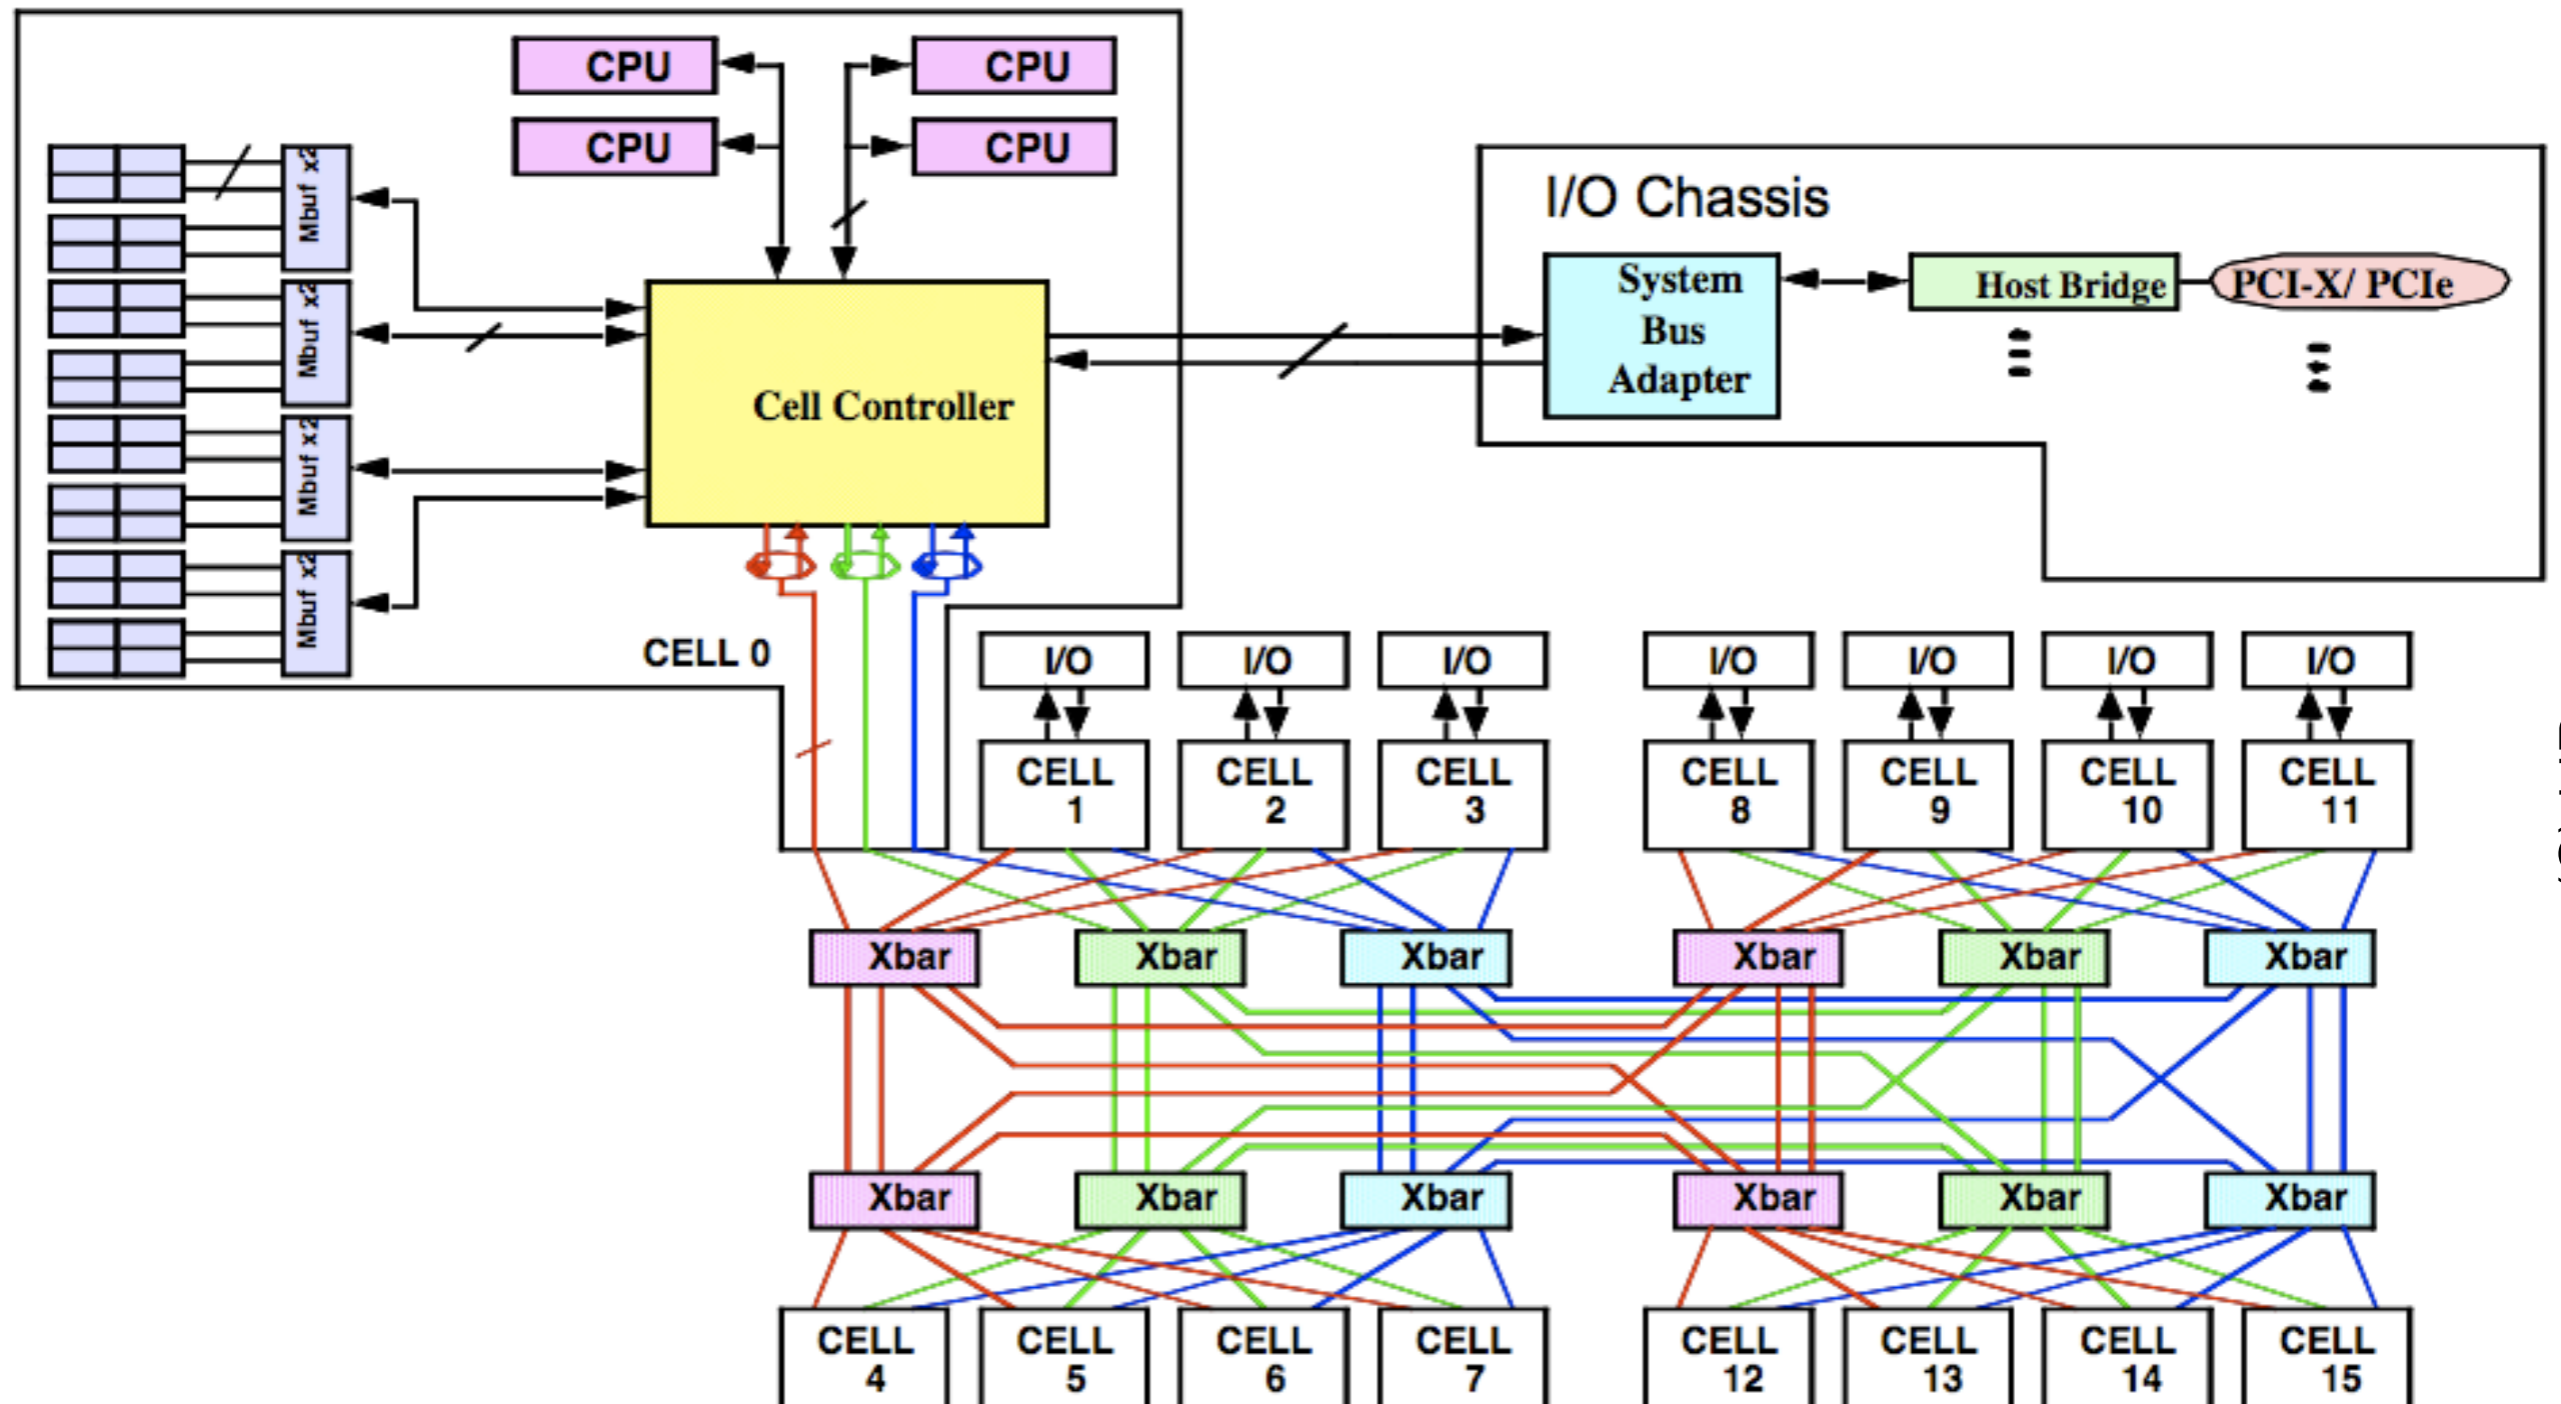 CPU
CPU
CPU
CPU
Mbuf x2
Mbuf x2
Mbuf x2
Mbuf x2
Cell Controller
I/O Chassis
System
Bus
Adapter
Host Bridge
PCI-X/ PCIe
CELL 0
I/O
I/O
I/O
I/O
I/O
I/O
I/O
CELL
1
CELL
2
CELL
3
CELL
8
CELL
9
CELL
10
CELL
11
Xbar
Xbar
Xbar
Xbar
Xbar
Xbar
Xbar
Xbar
Xbar
Xbar
Xbar
Xbar
CELL
4
CELL
5
CELL
6
CELL
7
CELL
12
CELL
13
CELL
14
CELL
15